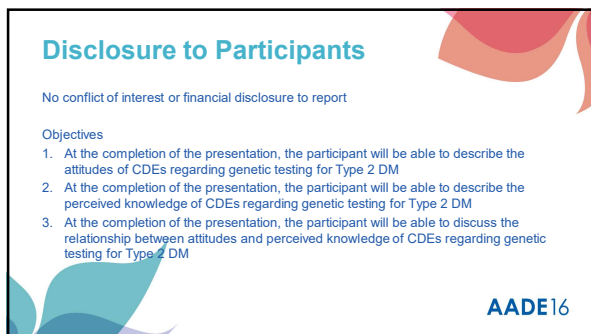 Disclosure to Participants
No conflict of interest or financial disclosure to report
Objectives
1. At the completion of the presentation, the participant will be able to describe the
attitudes of CDEs regarding genetic testing for Type 2 DM
2. At the completion of the presentation, the participant will be able to describe the
perceived knowledge of CDEs regarding genetic testing for Type 2 DM
3. At the completion of the presentation, the participant will be able to discuss the
relationship between attitudes and perceived knowledge of CDEs regarding genetic
testing for Type 2 DM
AADE16